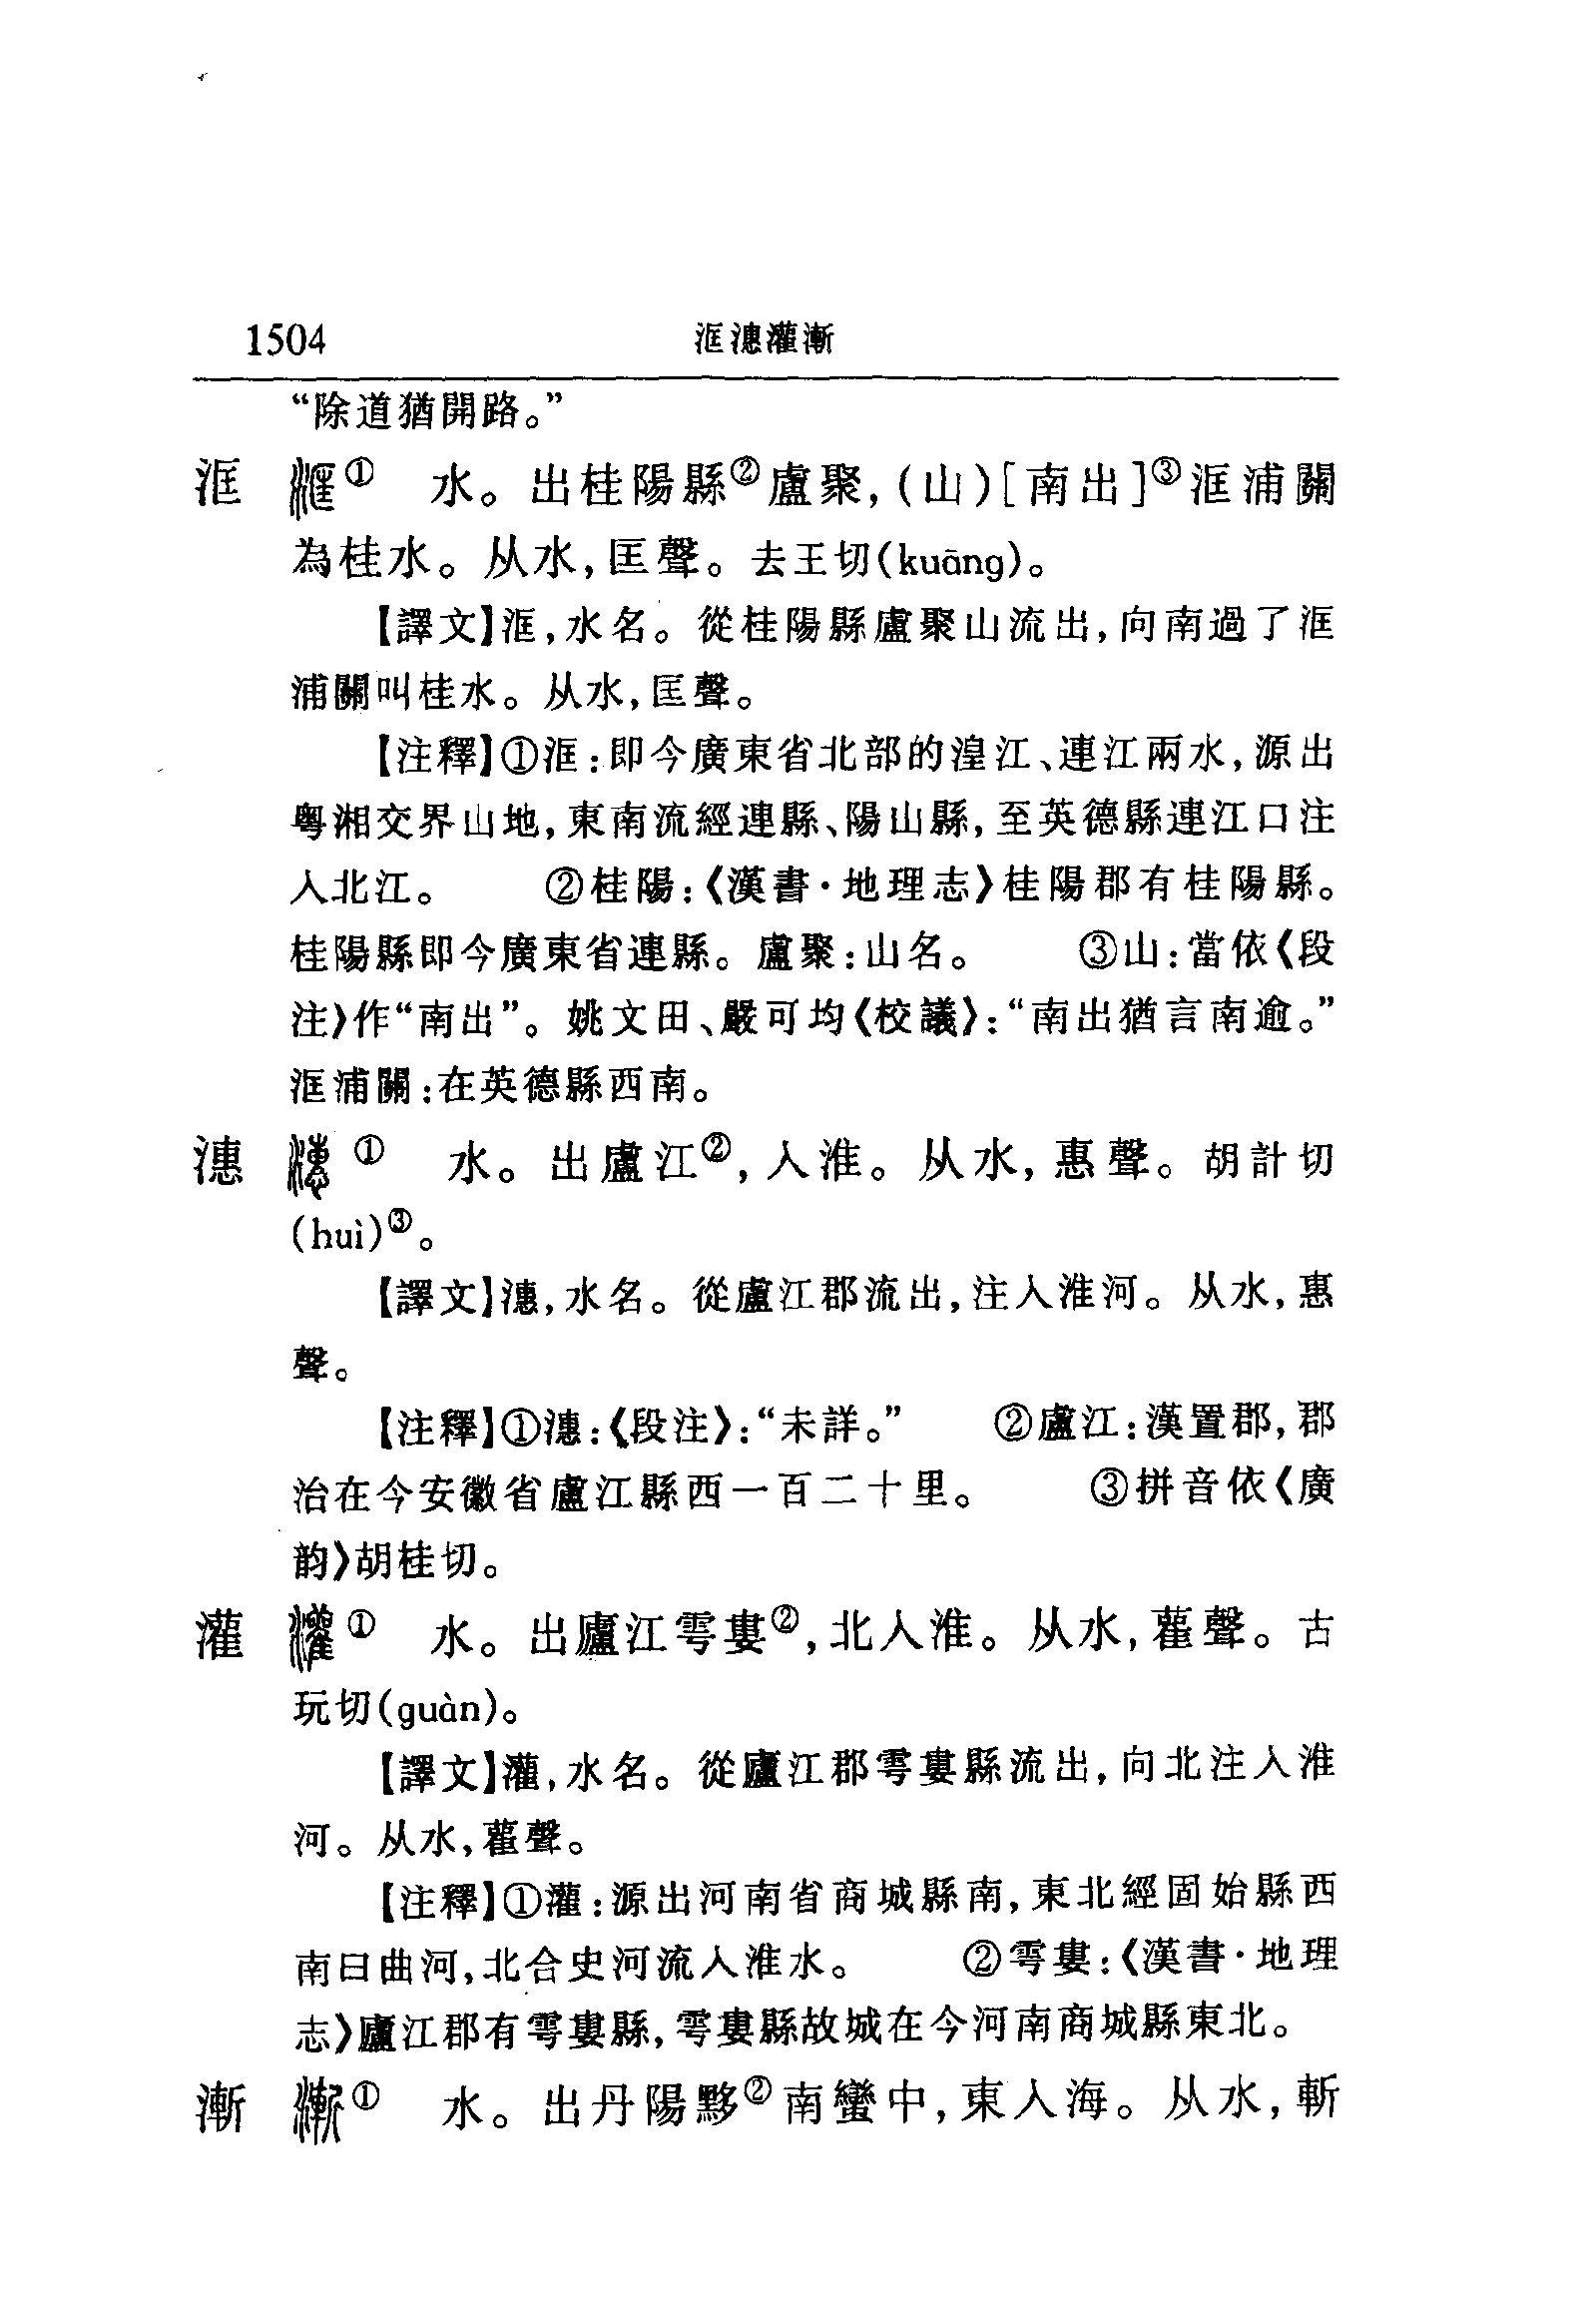 1504 洭潓灌漸
“除道猶開路。”
洭 ① 水。出桂陽縣②盧聚,(山)[南出]③洭浦關
為桂水。从水,匡聲。去王切(kuāng)。
【譯文】洭,水名。從桂陽縣盧聚山流出,向南過了洭
浦關叫桂水。从水,匡聲。
【注釋】①洭:即今廣東省北部的湟江、連江兩水,源出
粵湘交界山地,東南流經連縣、陽山縣,至英德縣連江口注
入北江。 ②桂陽:《漢書·地理志》桂陽郡有桂陽縣。
桂陽縣即今廣東省連縣。盧聚:山名。 ③山:當依《段
注》作“南出”。姚文田、嚴可均《校議》:“南出猶言南逾。”
洭浦關:在英德縣西南。
潓 ① 水。出盧江②,入淮。从水,惠聲。胡計切
(huì)③。
【譯文】潓,水名。從盧江郡流出,注入淮河。从水,惠
聲。
【注釋】①潓:《段注》:“未詳。” ②盧江:漢置郡,郡
治在今安徽省盧江縣西一百二十里。 ③拼音依《廣
韵》胡桂切。
灌 ① 水。出廬江雩婁②,北入淮。从水,雚聲。古
玩切(guàn)。
【譯文】灌,水名。從廬江郡雩婁縣流出,向北注入淮
河。从水,雚聲。
【注釋】①灌:源出河南省商城縣南,東北經固始縣西
南曰曲河,北合史河流入淮水。 ②雩婁:《漢書·地理
志》廬江郡有雩婁縣,雩婁縣故城在今河南商城縣東北。
漸 ① 水。出丹陽黟②南蠻中,東入海。从水,斬